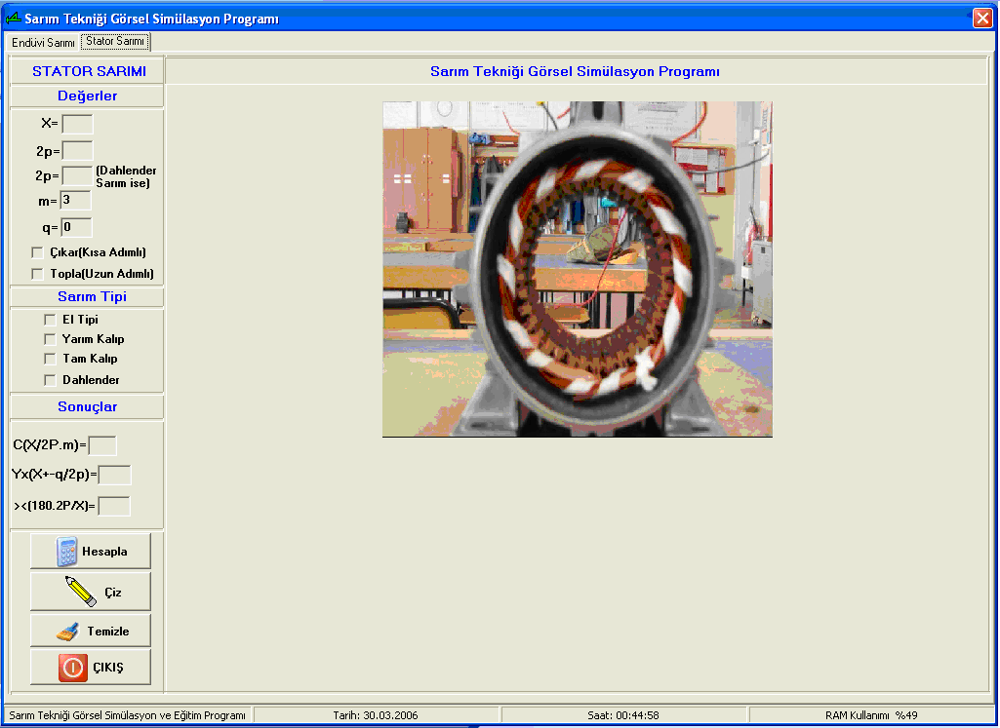 Sarım Tekniği Görsel Simülasyon Programı
Endüvi Sarımı
Stator Sarımı
STATOR SARIMI
Sarım Tekniği Görsel Simülasyon Programı
Değerler
X=
2p=
2p=
(Dahlender
Sarım ise)
m= 3
q= 0
Çıkar(Kısa Adımlı)
Topla(Uzun Adımlı)
Sarım Tipi
El Tipi
Yarım Kalıp
Tam Kalıp
Dahlender
Sonuçlar
C(X/2P.m)=
Yx(X+-q/2p)=
><(180.2P/X)=
Hesapla
Çiz
Temizle
ÇIKIŞ
Sarım Tekniği Görsel Simülasyon ve Eğitim Programı
Tarih: 30.03.2006
Saat: 00:44:58
RAM Kullanımı %49